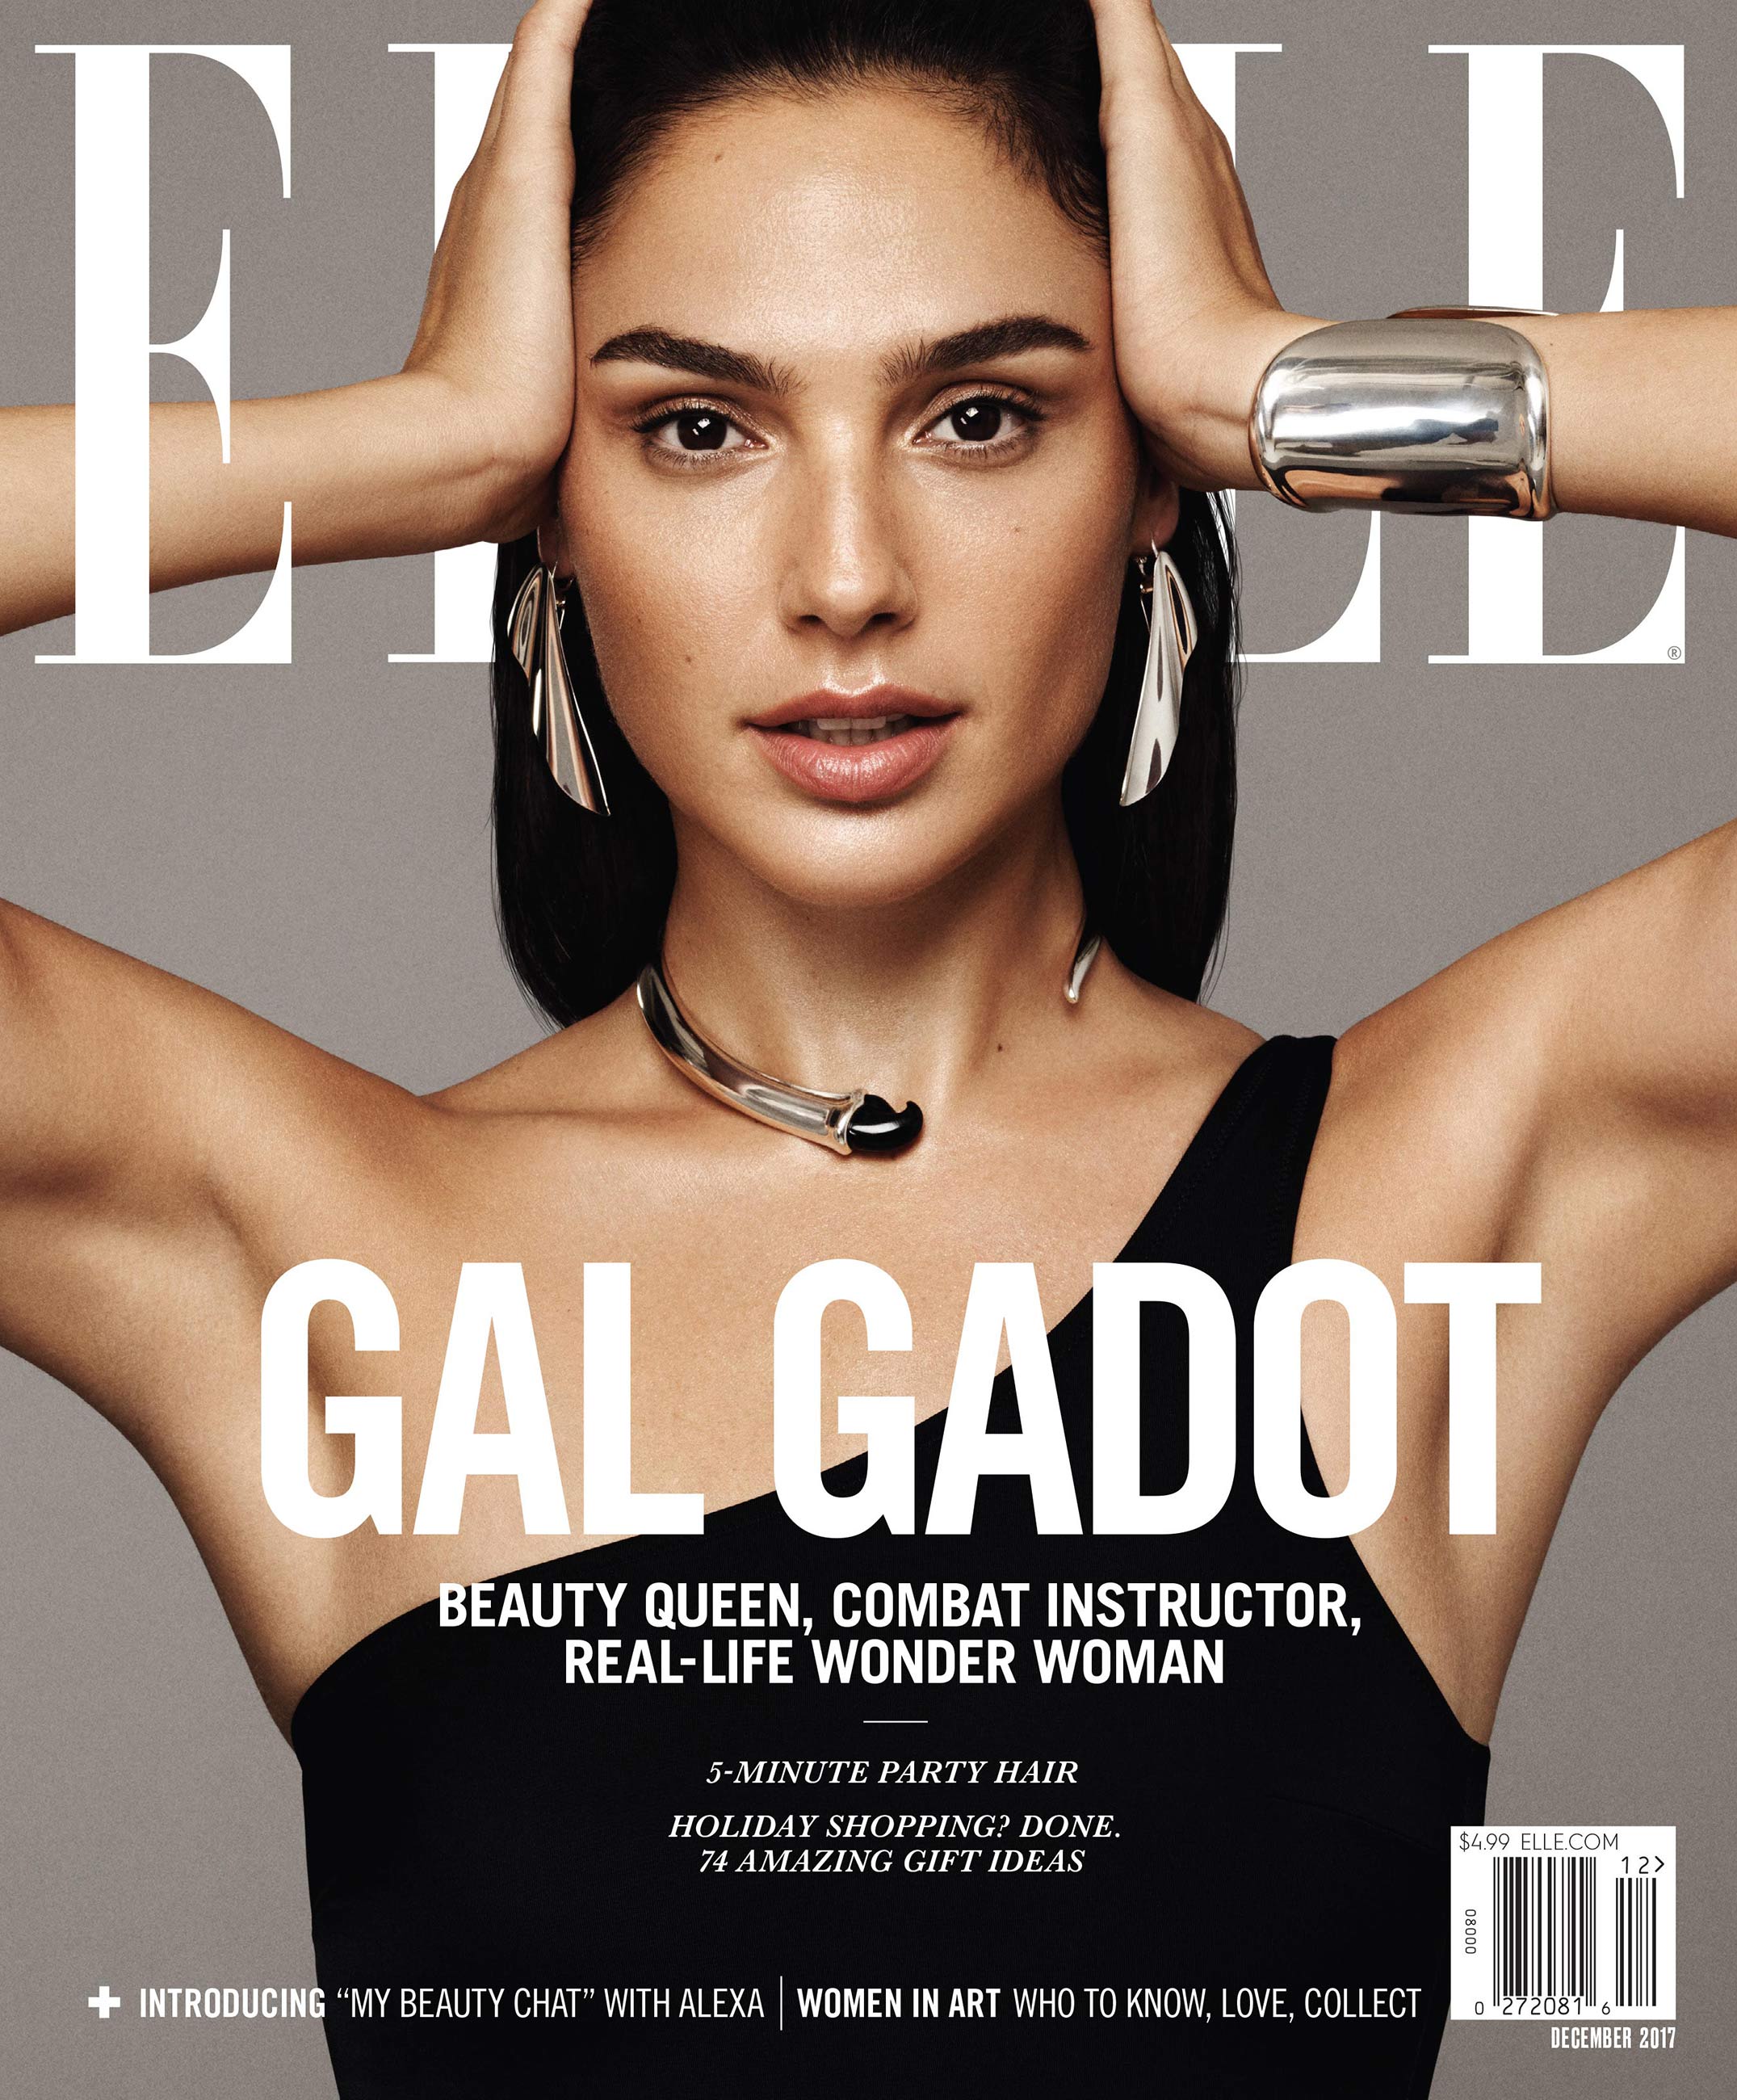 ELLE
®
GAL GADOT
BEAUTY QUEEN, COMBAT INSTRUCTOR,
REAL-LIFE WONDER WOMAN
5-MINUTE PARTY HAIR
HOLIDAY SHOPPING? DONE.
74 AMAZING GIFT IDEAS
$4.99 ELLE.COM
12>
08000
0 272081 6
+ INTRODUCING “MY BEAUTY CHAT” WITH ALEXA | WOMEN IN ART WHO TO KNOW, LOVE, COLLECT
DECEMBER 2017